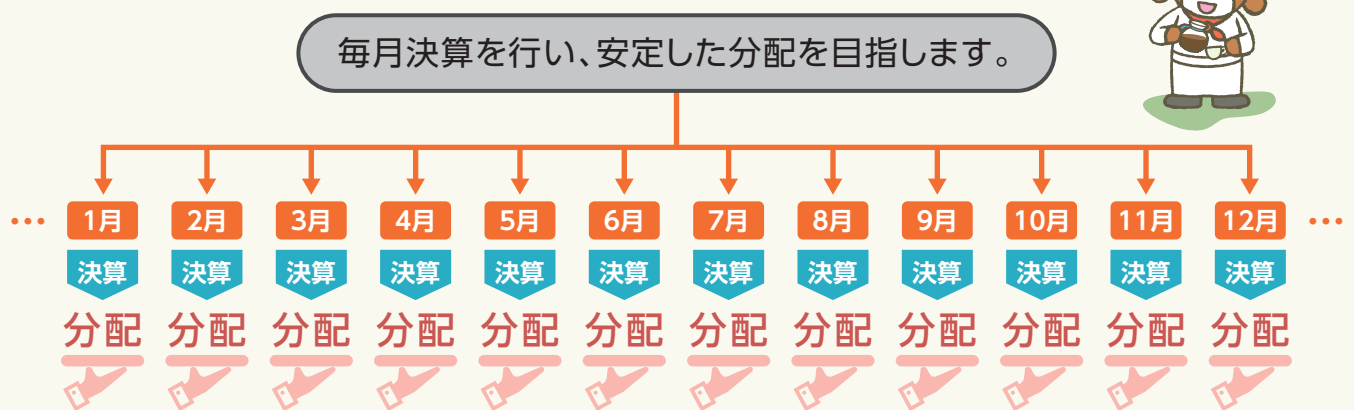 毎月決算を行い、安定した分配を目指します。
… 1月 2月 3月 4月 5月 6月 7月 8月 9月 10月 11月 12月 …
決算 決算 決算 決算 決算 決算 決算 決算 決算 決算 決算 決算
分配 分配 分配 分配 分配 分配 分配 分配 分配 分配 分配 分配